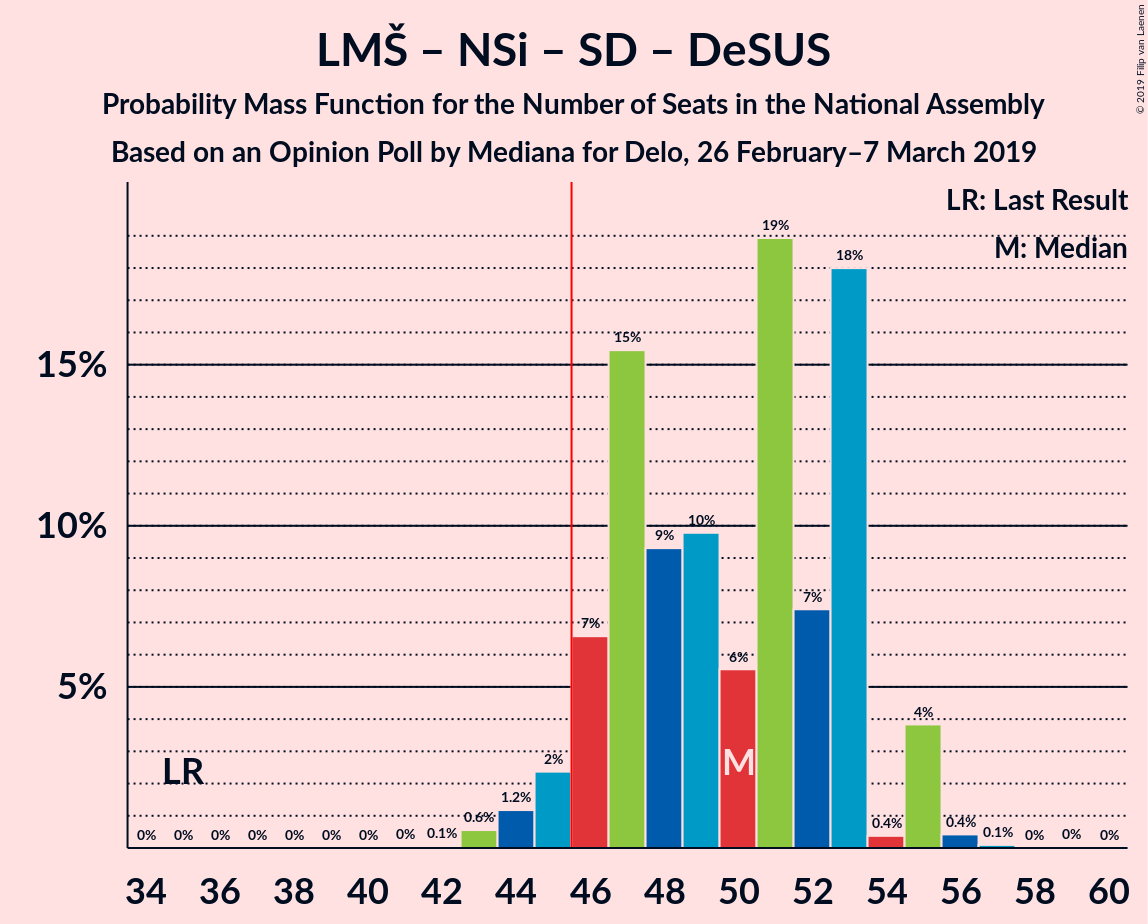 LMŠ – NSi – SD – DeSUS
Probability Mass Function for the Number of Seats in the National Assembly
Based on an Opinion Poll by Mediana for Delo, 26 February–7 March 2019
© 2019 Filip van Laenen
LR: Last Result
M: Median
15%
10%
5%
0% 0% 0% 0% 0% 0% 0% 0% 0.1% 0.6% 1.2% 2% 7% 15% 9% 10% 6% 19% 7% 18% 0.4% 4% 0.4% 0.1% 0% 0% 0%
LR
M
34 36 38 40 42 44 46 48 50 52 54 56 58 60